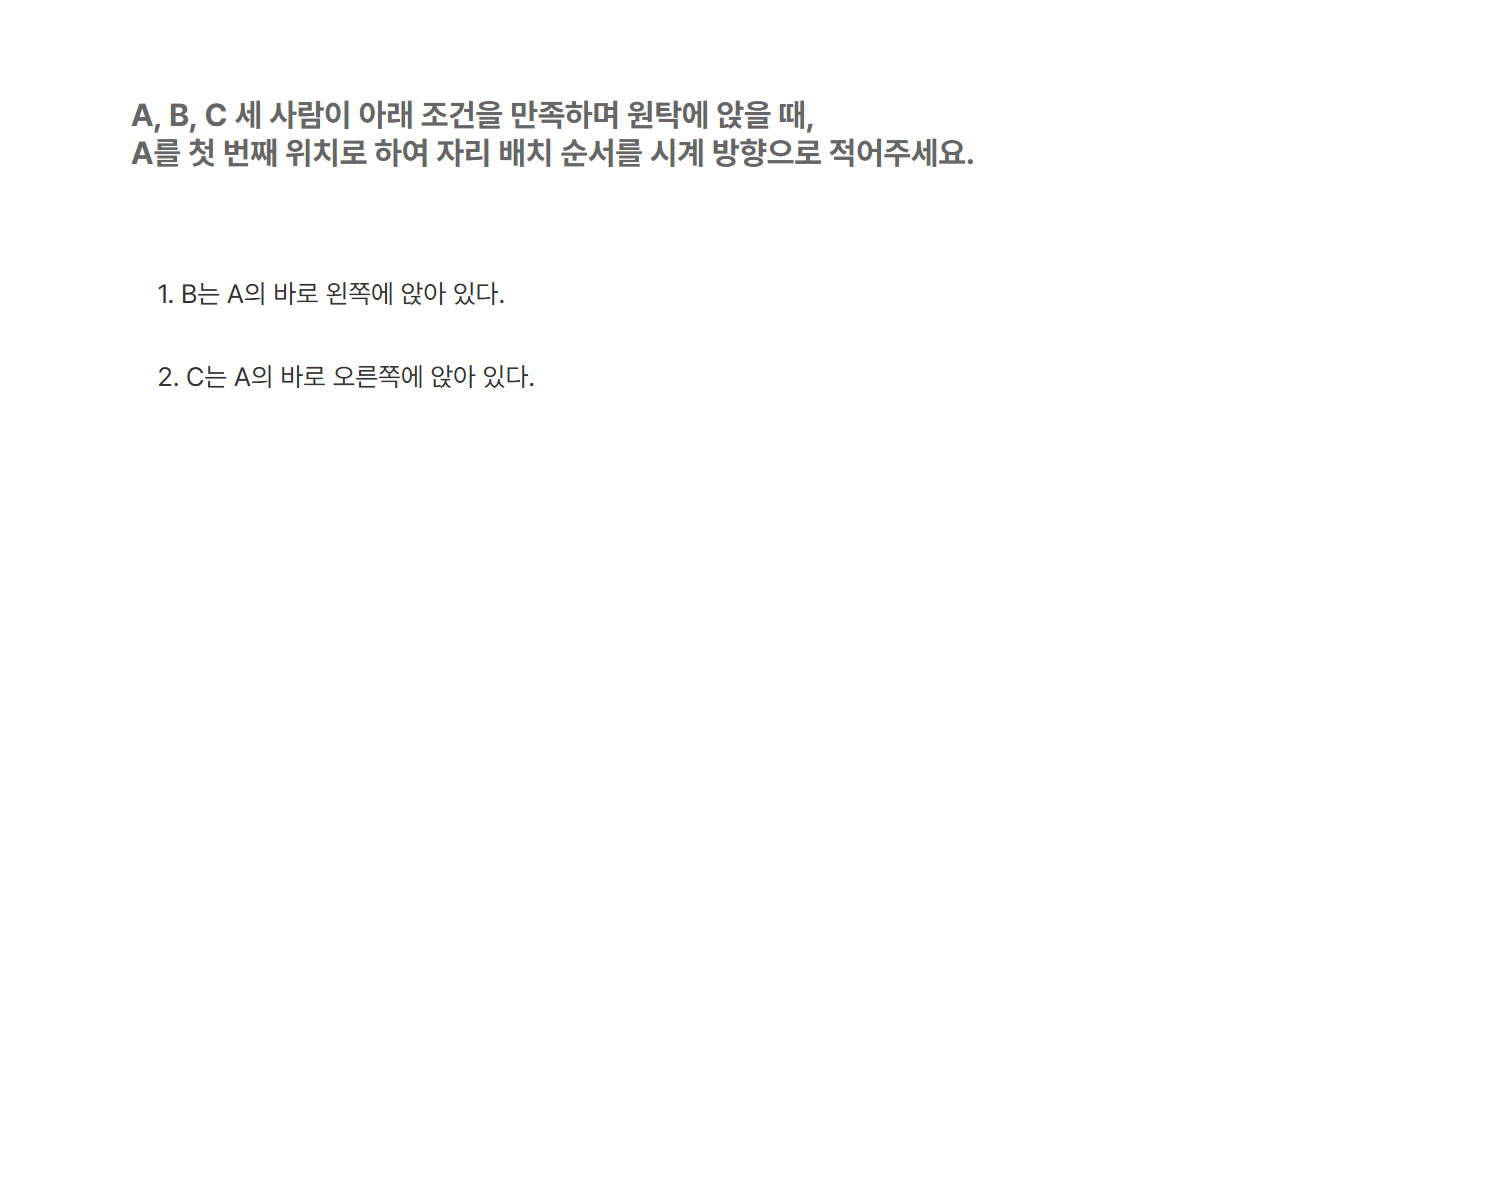 A, B, C 세 사람이 아래 조건을 만족하며 원탁에 앉을 때,
A를 첫 번째 위치로 하여 자리 배치 순서를 시계 방향으로 적어주세요.
1. B는 A의 바로 왼쪽에 앉아 있다.
2. C는 A의 바로 오른쪽에 앉아 있다.